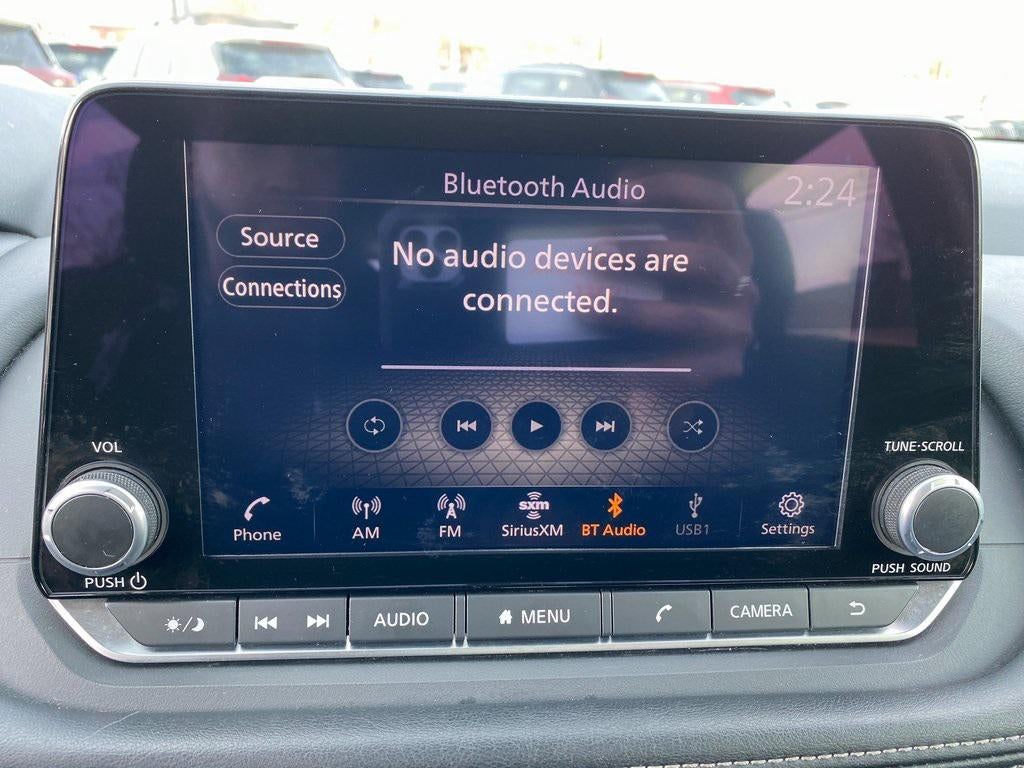 Bluetooth Audio
2:24
Source
Connections
No audio devices are
connected.
VOL
TUNE·SCROLL
Phone
AM
FM
sxm
SiriusXM
BT Audio
USB1
Settings
PUSH
PUSH SOUND
AUDIO
MENU
CAMERA